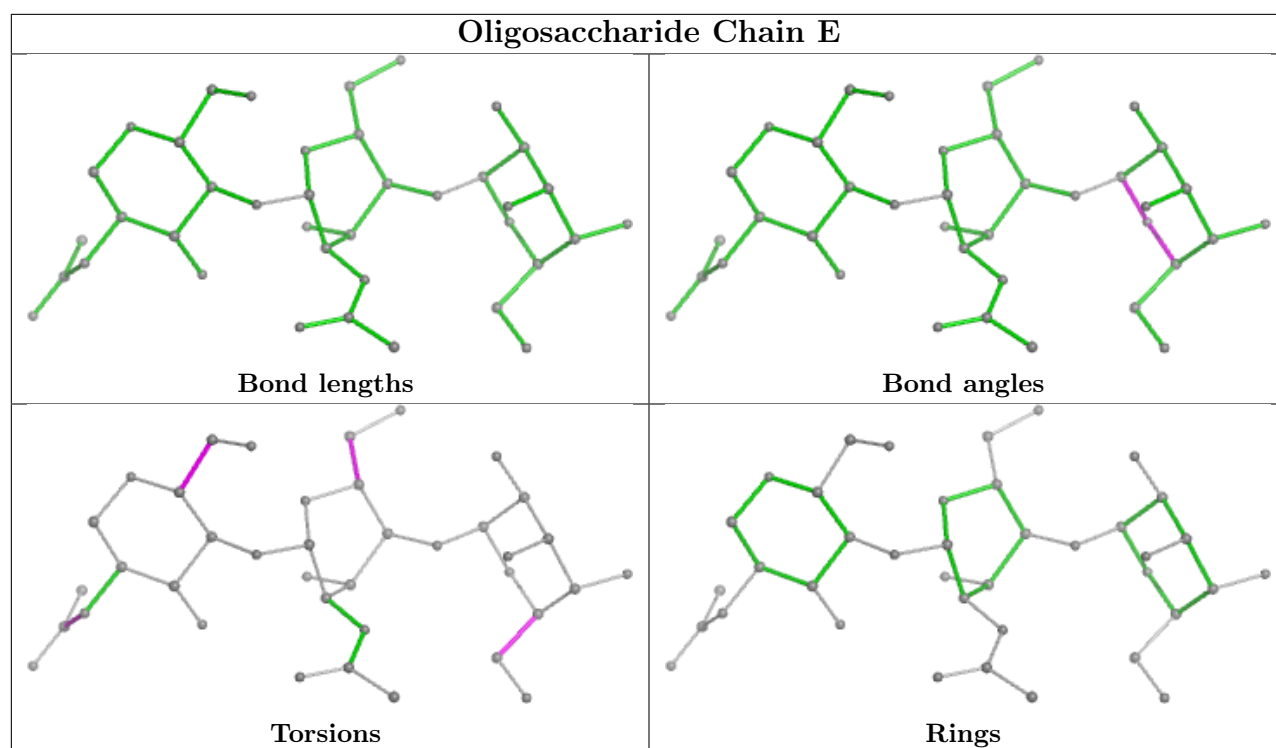 Oligosaccharide Chain E
Bond lengths
Bond angles
Torsions
Rings